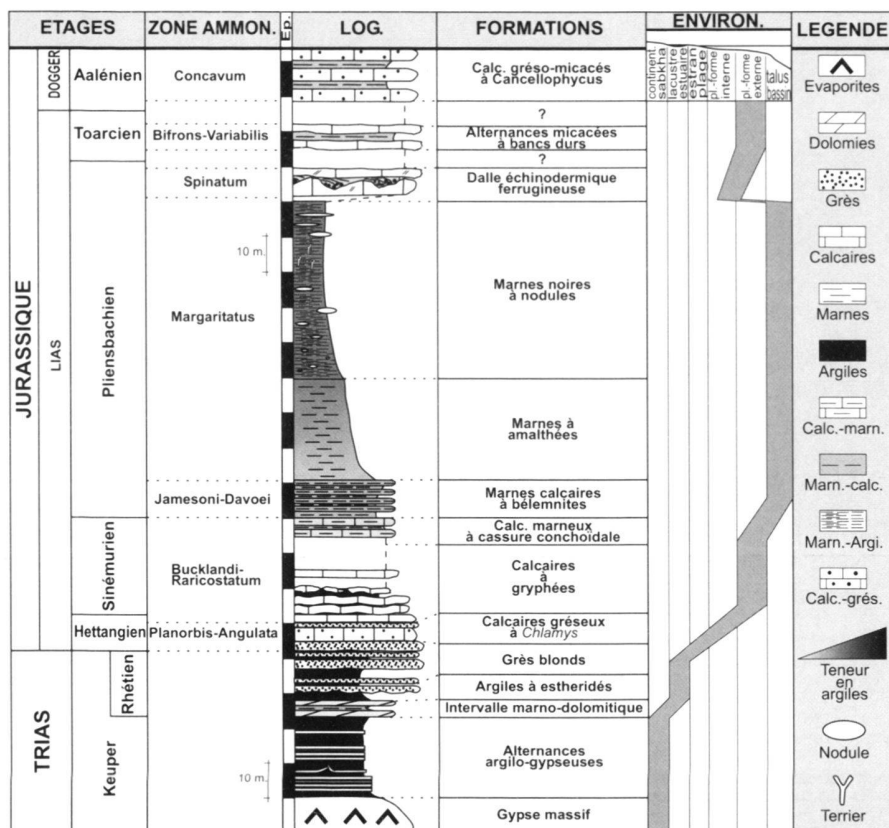 ETAGES
ZONE AMMON.
Ep.
LOG.
FORMATIONS
ENVIRON.
LEGENDE
continent.
sabkha
lacustre
estuaire
estran
plage
pl.-forme
interne
pl.-forme
externe
talus
bassin
JURASSIQUE
DOGGER
Aalénien
Concavum
Calc. gréso-micacés
à Cancellophycus
LIAS
?
Toarcien
Bifrons-Variabilis
Alternances micacées
à bancs durs
?
Pliensbachien
Spinatum
Dalle échinodermique
ferrugineuse
10 m.
Margaritatus
Marnes noires
à nodules
Marnes à
amalthées
Jamesoni-Davoei
Marnes calcaires
à bélemnites
Sinémurien
Bucklandi-
Raricostatum
Calc. marneux
à cassure conchoïdale
Calcaires
à
gryphées
Hettangien
Planorbis-Angulata
Calcaires gréseux
à Chlamys
TRIAS
Rhétien
Grès blonds
Argiles à estheridés
Intervalle marno-dolomitique
Keuper
10 m.
Alternances
argilo-gypseuses
Gypse massif
Evaporites
Dolomies
Grès
Calcaires
Marnes
Argiles
Calc.-marn.
Marn.-calc.
Marn.-Argi.
Calc.-grés.
Teneur
en
argiles
Nodule
Terrier